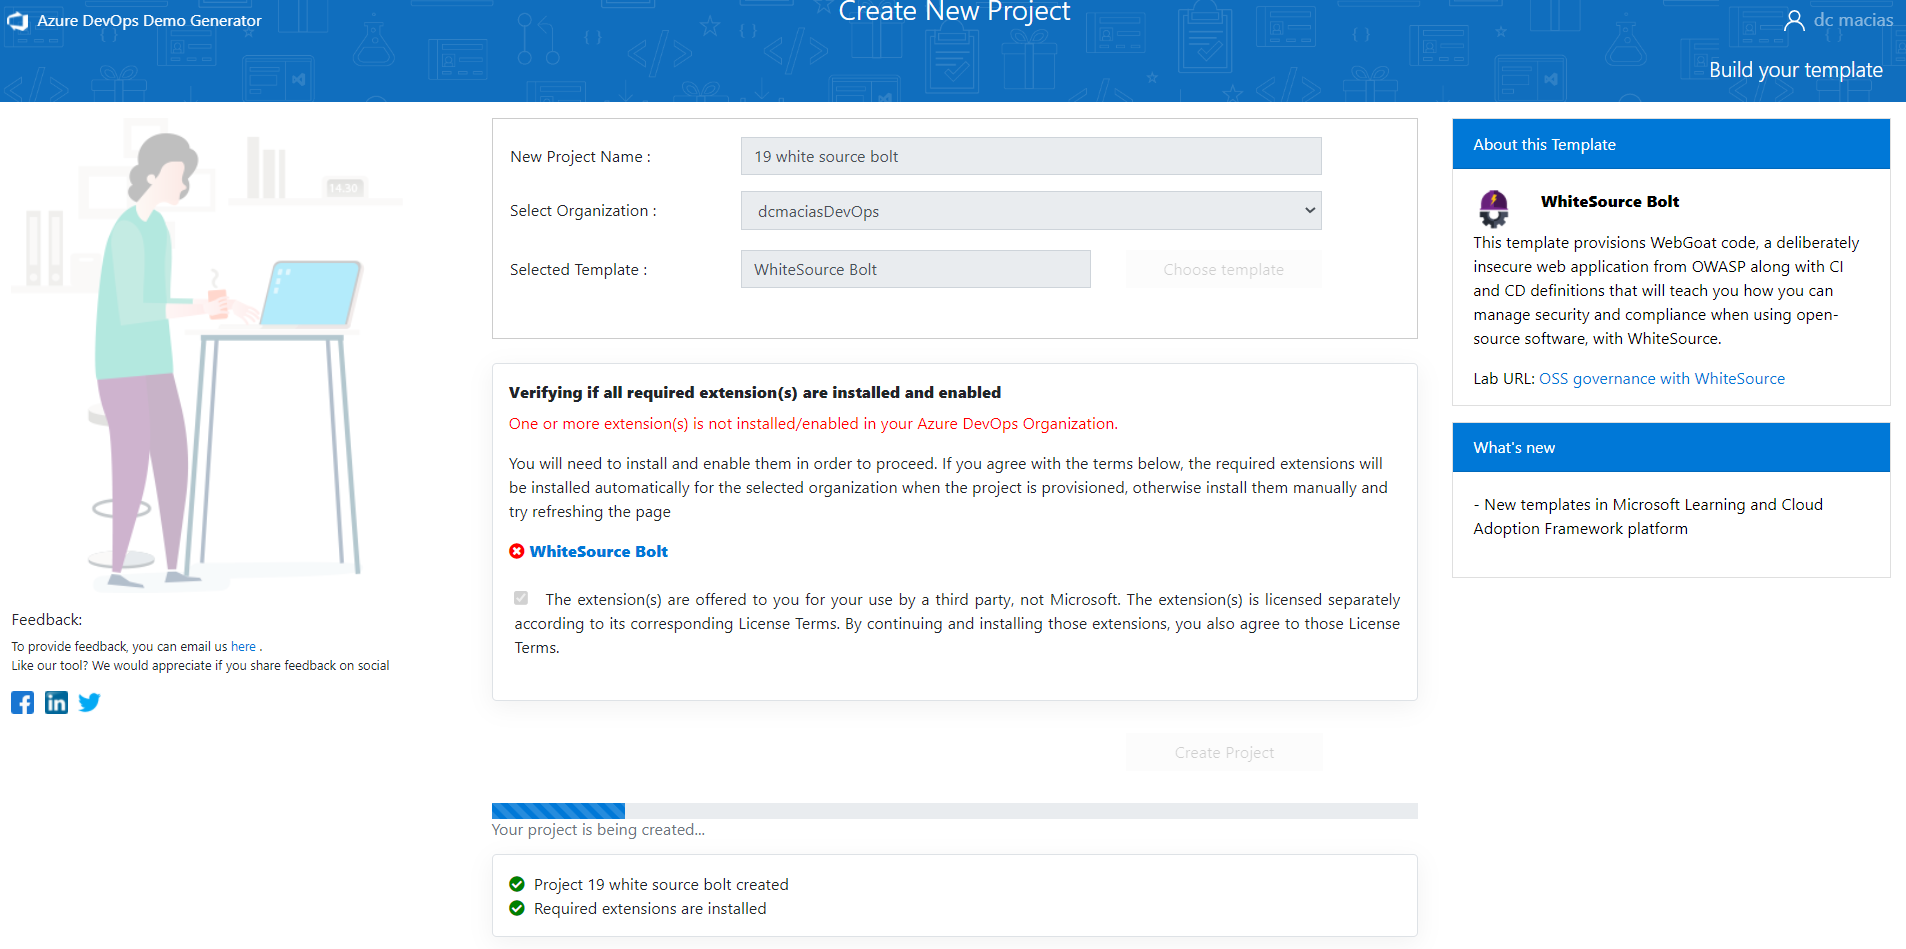 Azure DevOps Demo Generator
Create New Project
dc macias
Build your template
14.30
New Project Name :
19 white source bolt
Select Organization :
dcmaciasDevOps
Selected Template :
WhiteSource Bolt
Choose template
Verifying if all required extension(s) are installed and enabled
One or more extension(s) is not installed/enabled in your Azure DevOps Organization.
You will need to install and enable them in order to proceed. If you agree with the terms below, the required extensions will
be installed automatically for the selected organization when the project is provisioned, otherwise install them manually and
try refreshing the page
WhiteSource Bolt
The extension(s) are offered to you for your use by a third party, not Microsoft. The extension(s) is licensed separately
according to its corresponding License Terms. By continuing and installing those extensions, you also agree to those License
Terms.
Create Project
Your project is being created...
Project 19 white source bolt created
Required extensions are installed
About this Template
WhiteSource Bolt
This template provisions WebGoat code, a deliberately
insecure web application from OWASP along with CI
and CD definitions that will teach you how you can
manage security and compliance when using open-
source software, with WhiteSource.
Lab URL: OSS governance with WhiteSource
What's new
- New templates in Microsoft Learning and Cloud
Adoption Framework platform
Feedback:
To provide feedback, you can email us here .
Like our tool? We would appreciate if you share feedback on social